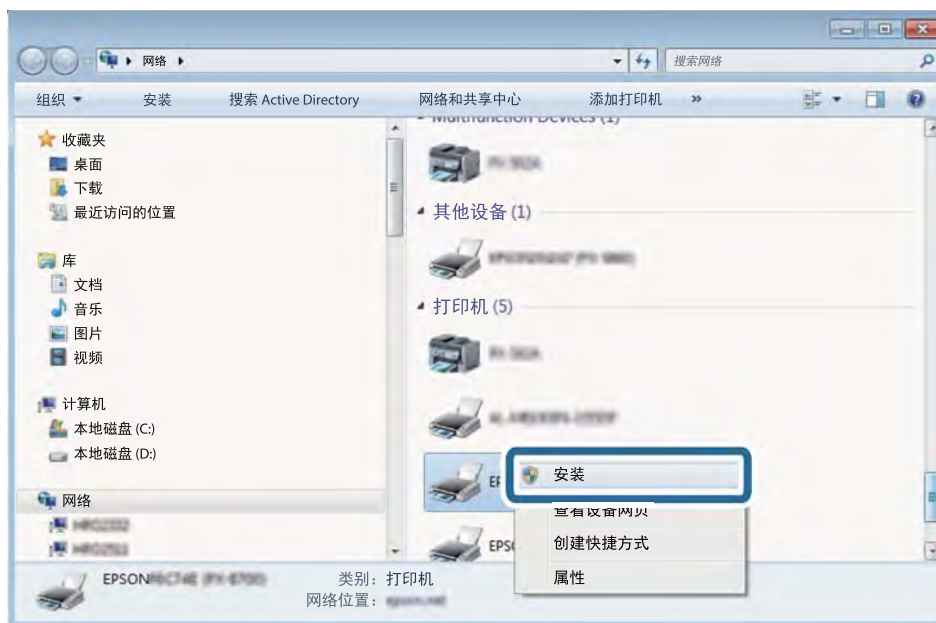 网络
搜索网络
组织 安装 搜索 Active Directory 网络和共享中心 添加打印机 »
收藏夹
桌面
下载
最近访问的位置
库
文档
音乐
图片
视频
计算机
本地磁盘 (C:)
本地磁盘 (D:)
网络
Multifunction Devices (1)
其他设备 (1)
打印机 (5)
安装
查看设备网页
创建快捷方式
属性
EPSON
类别: 打印机
网络位置: